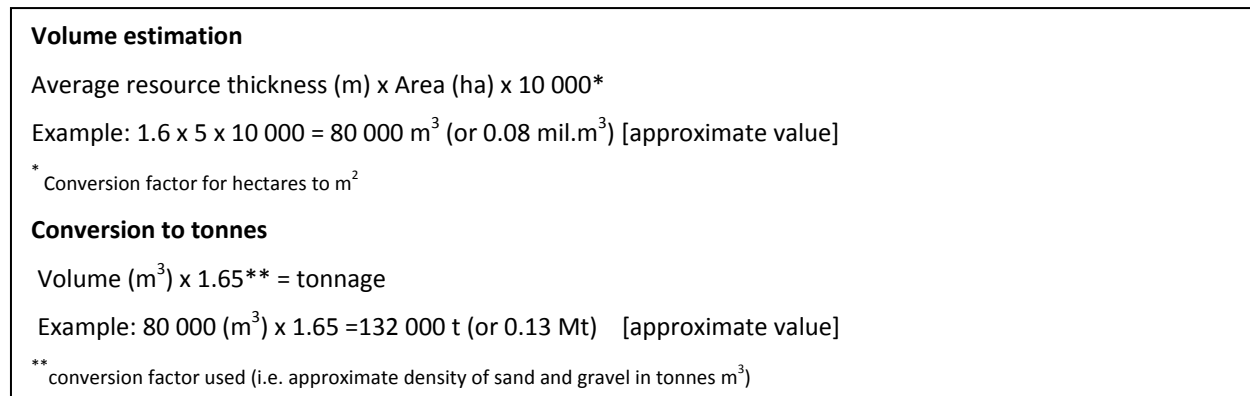 Volume estimation
Average resource thickness (m) x Area (ha) x 10 000*
Example: 1.6 x 5 x 10 000 = 80 000 m³ (or 0.08 mil.m³) [approximate value]
* Conversion factor for hectares to m²
Conversion to tonnes
Volume (m³) x 1.65** = tonnage
Example: 80 000 (m³) x 1.65 =132 000 t (or 0.13 Mt) [approximate value]
**conversion factor used (i.e. approximate density of sand and gravel in tonnes m³)